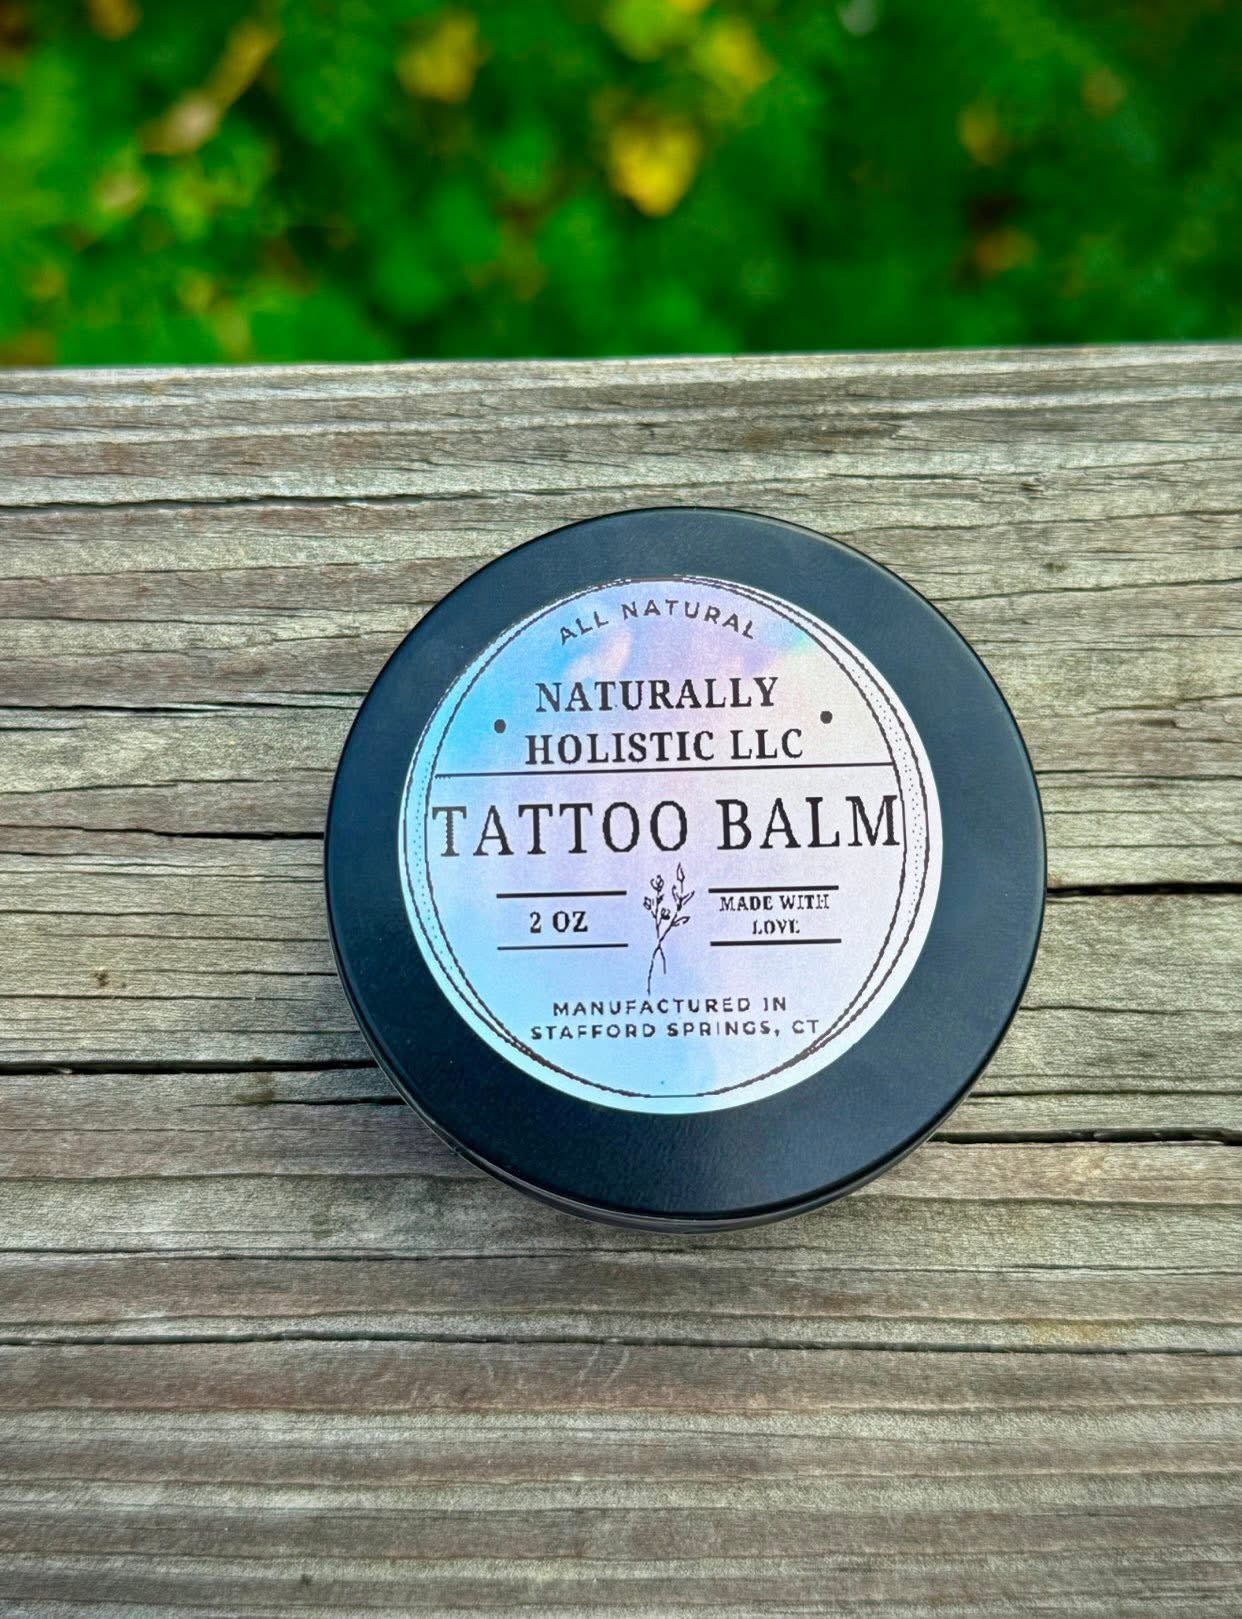 ALL NATURAL
NATURALLY
HOLISTIC LLC
TATTOO BALM
2 OZ
MADE WITH
LOVE
MANUFACTURED IN
STAFFORD SPRINGS, CT